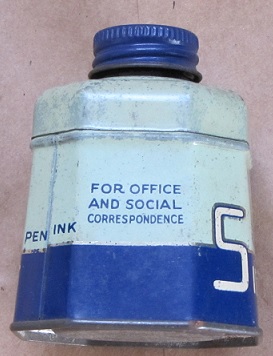 FOR OFFICE
AND SOCIAL
CORRESPONDENCE
PEN INK
S